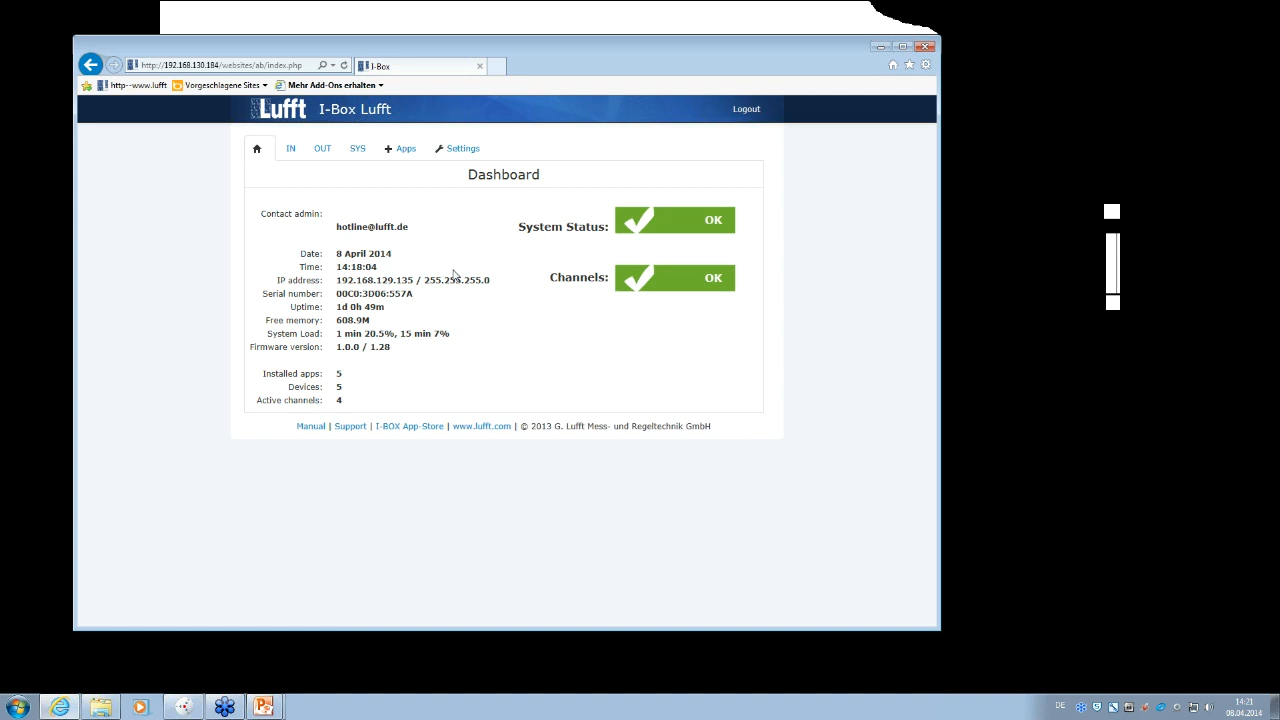 http://192.168.130.184/websites/ab/index.php
I-Box
http--www.lufft
Vorgeschlagene Sites
Mehr Add-Ons erhalten
Lufft I-Box Lufft
Logout
IN OUT SYS Apps Settings
Dashboard
Contact admin:
hotline@lufft.de
System Status: OK
Date: 8 April 2014
Time: 14:18:04
Channels: OK
IP address: 192.168.129.135 / 255.255.255.0
Serial number: 00C0:3D06:557A
Uptime: 1d 0h 49m
Free memory: 608.9M
System Load: 1 min 20.5%, 15 min 7%
Firmware version: 1.0.0 / 1.28
Installed apps: 5
Devices: 5
Active channels: 4
Manual | Support | I-BOX App-Store | www.lufft.com | © 2013 G. Lufft Mess- und Regeltechnik GmbH
DE
14:21
08.04.2014